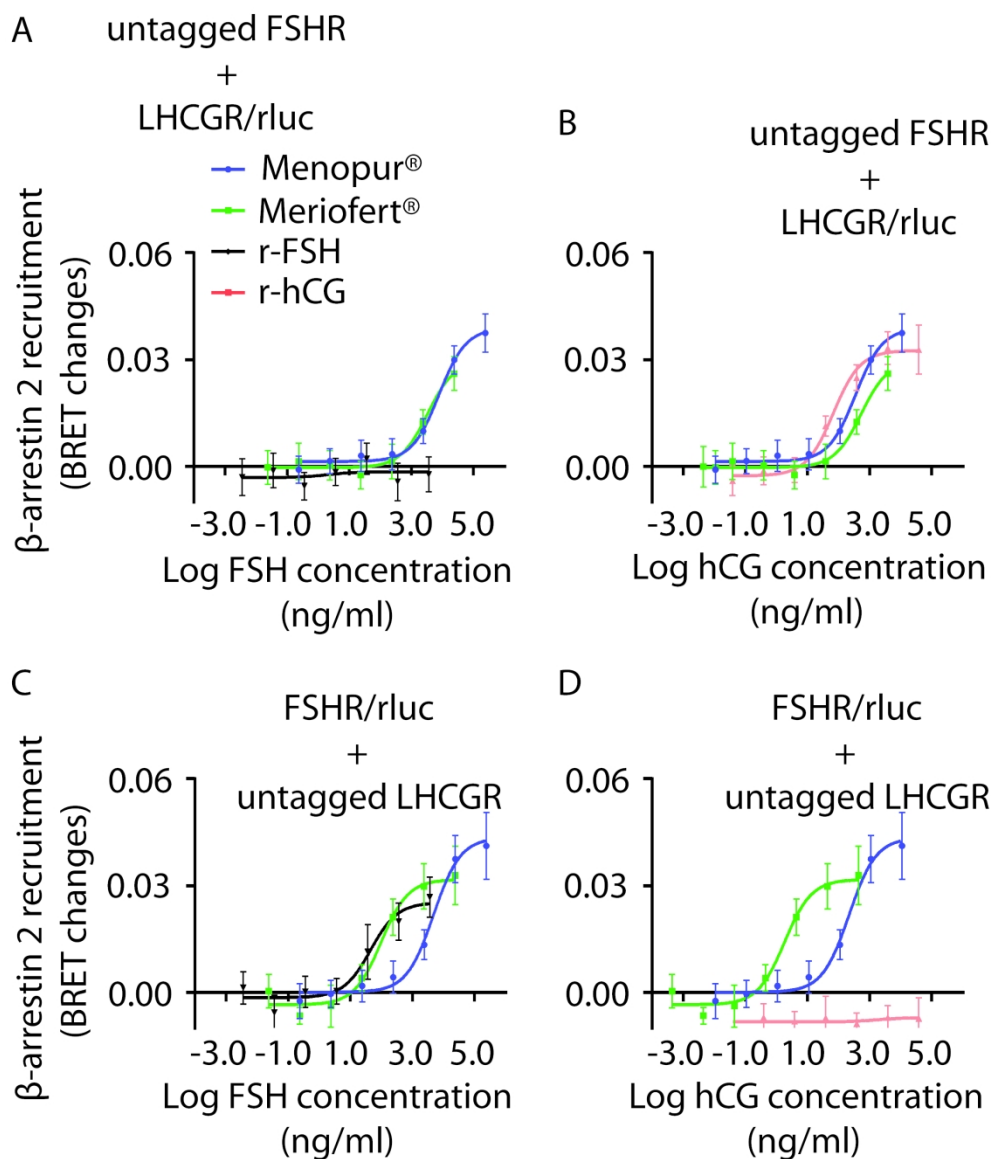 A
untagged FSHR
+
LHCGR/rluc
Menopur®
Meriofert®
r-FSH
r-hCG
β-arrestin 2 recruitment
(BRET changes)
0.06
0.03
0.00
-3.0 -1.0 1.0 3.0 5.0
Log FSH concentration
(ng/ml)
B
untagged FSHR
+
LHCGR/rluc
0.06
0.03
0.00
-3.0 -1.0 1.0 3.0 5.0
Log hCG concentration
(ng/ml)
C
FSHR/rluc
+
untagged LHCGR
β-arrestin 2 recruitment
(BRET changes)
0.06
0.03
0.00
-3.0 -1.0 1.0 3.0 5.0
Log FSH concentration
(ng/ml)
D
FSHR/rluc
+
untagged LHCGR
0.06
0.03
0.00
-3.0 -1.0 1.0 3.0 5.0
Log hCG concentration
(ng/ml)